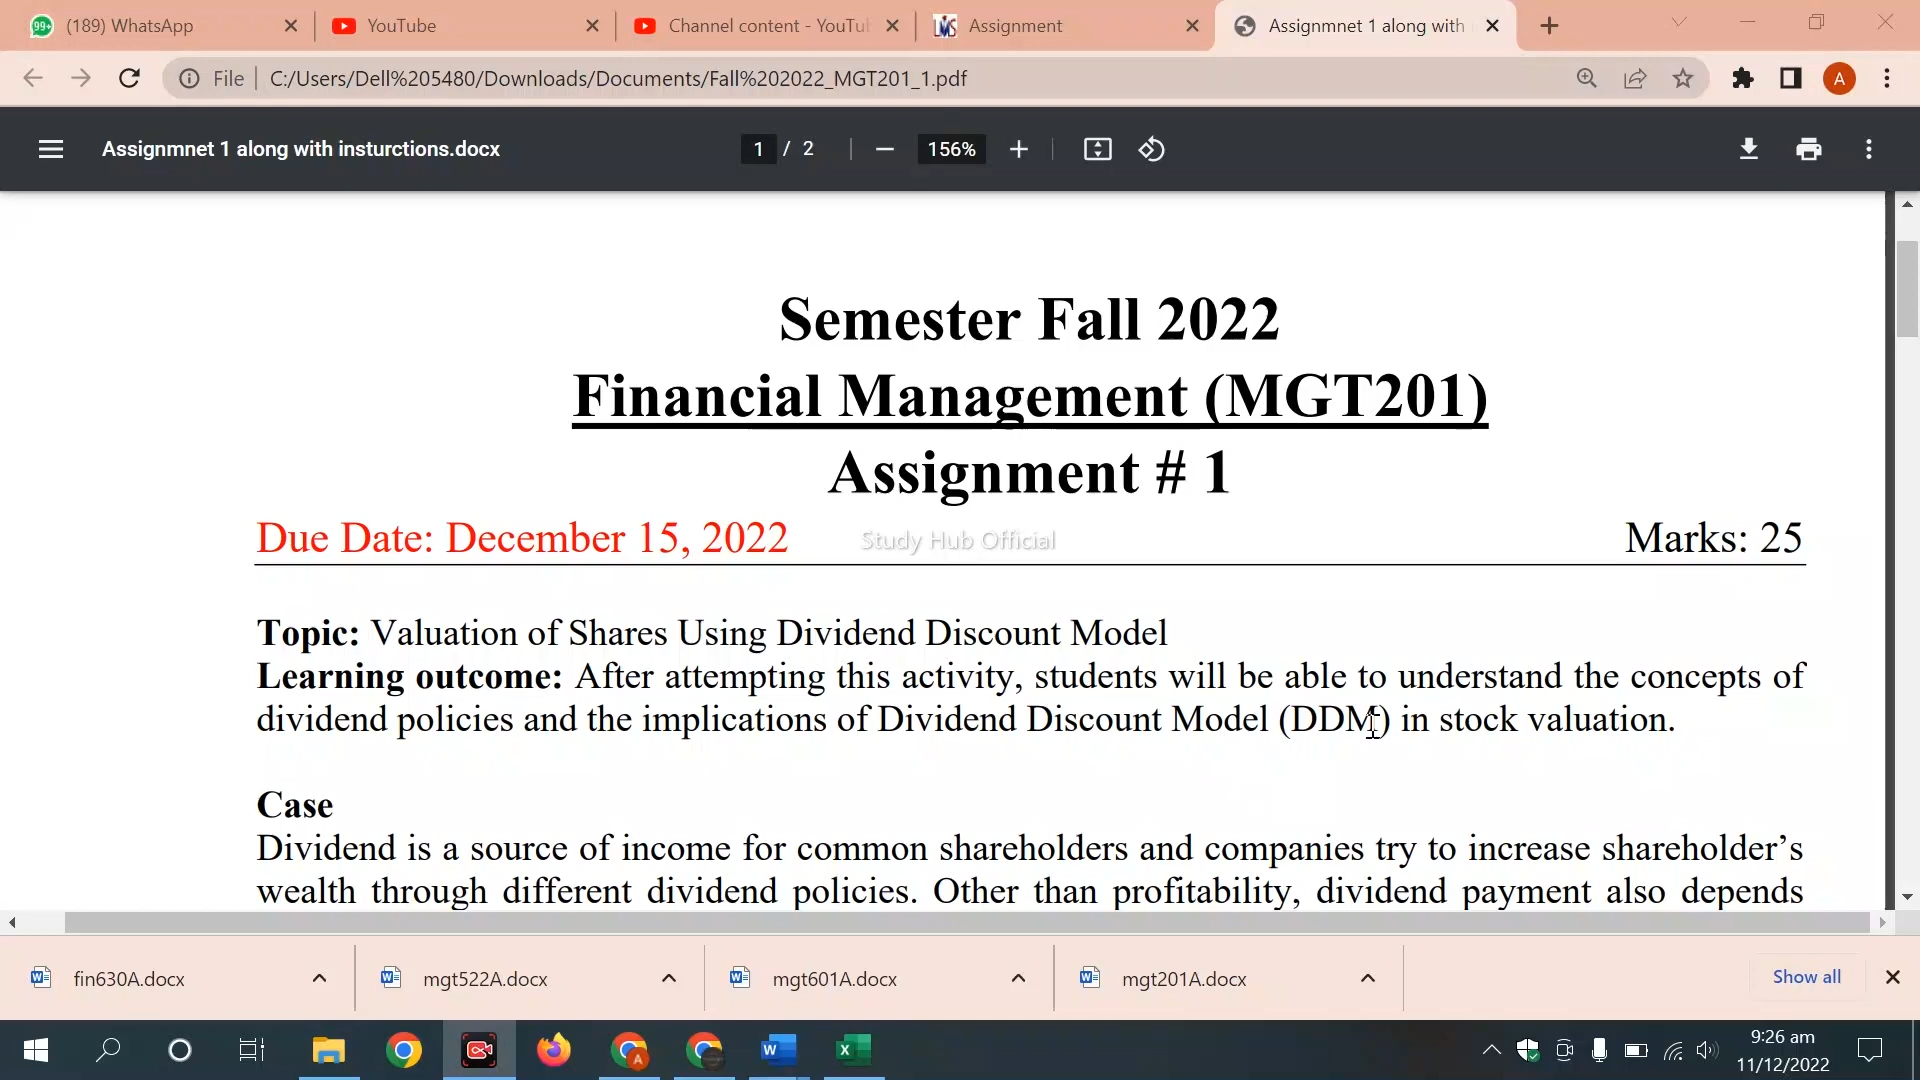 (189) WhatsApp
YouTube
Channel content - YouTu
Assignment
Assignmnet 1 along with
File
C:/Users/Dell%205480/Downloads/Documents/Fall%202022_MGT201_1.pdf
A
Assignmnet 1 along with insturctions.docx
1 / 2
156%
Semester Fall 2022
Financial Management (MGT201)
Assignment # 1
Due Date: December 15, 2022
Study Hub Official
Marks: 25
Topic: Valuation of Shares Using Dividend Discount Model
Learning outcome: After attempting this activity, students will be able to understand the concepts of
dividend policies and the implications of Dividend Discount Model (DDM) in stock valuation.
Case
Dividend is a source of income for common shareholders and companies try to increase shareholder’s
wealth through different dividend policies. Other than profitability, dividend payment also depends
fin630A.docx
mgt522A.docx
mgt601A.docx
mgt201A.docx
Show all
9:26 am
11/12/2022